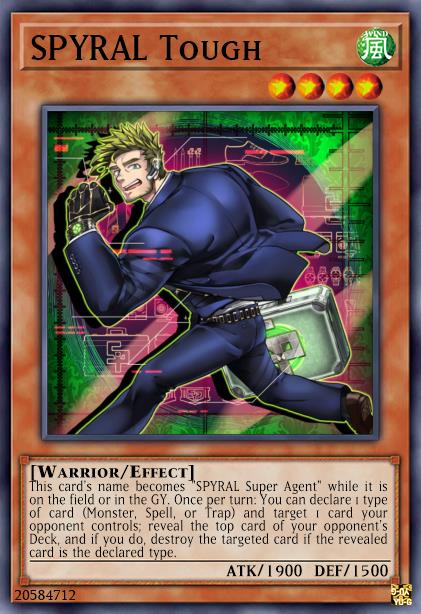 SPYRAL Tough
WIND
風
[Warrior/Effect]
This card's name becomes "SPYRAL Super Agent" while it is
on the field or in the GY. Once per turn: You can declare 1 type
of card (Monster, Spell, or Trap) and target 1 card your
opponent controls; reveal the top card of your opponent's
Deck, and if you do, destroy the targeted card if the revealed
card is the declared type.
ATK/1900 DEF/1500
20584712